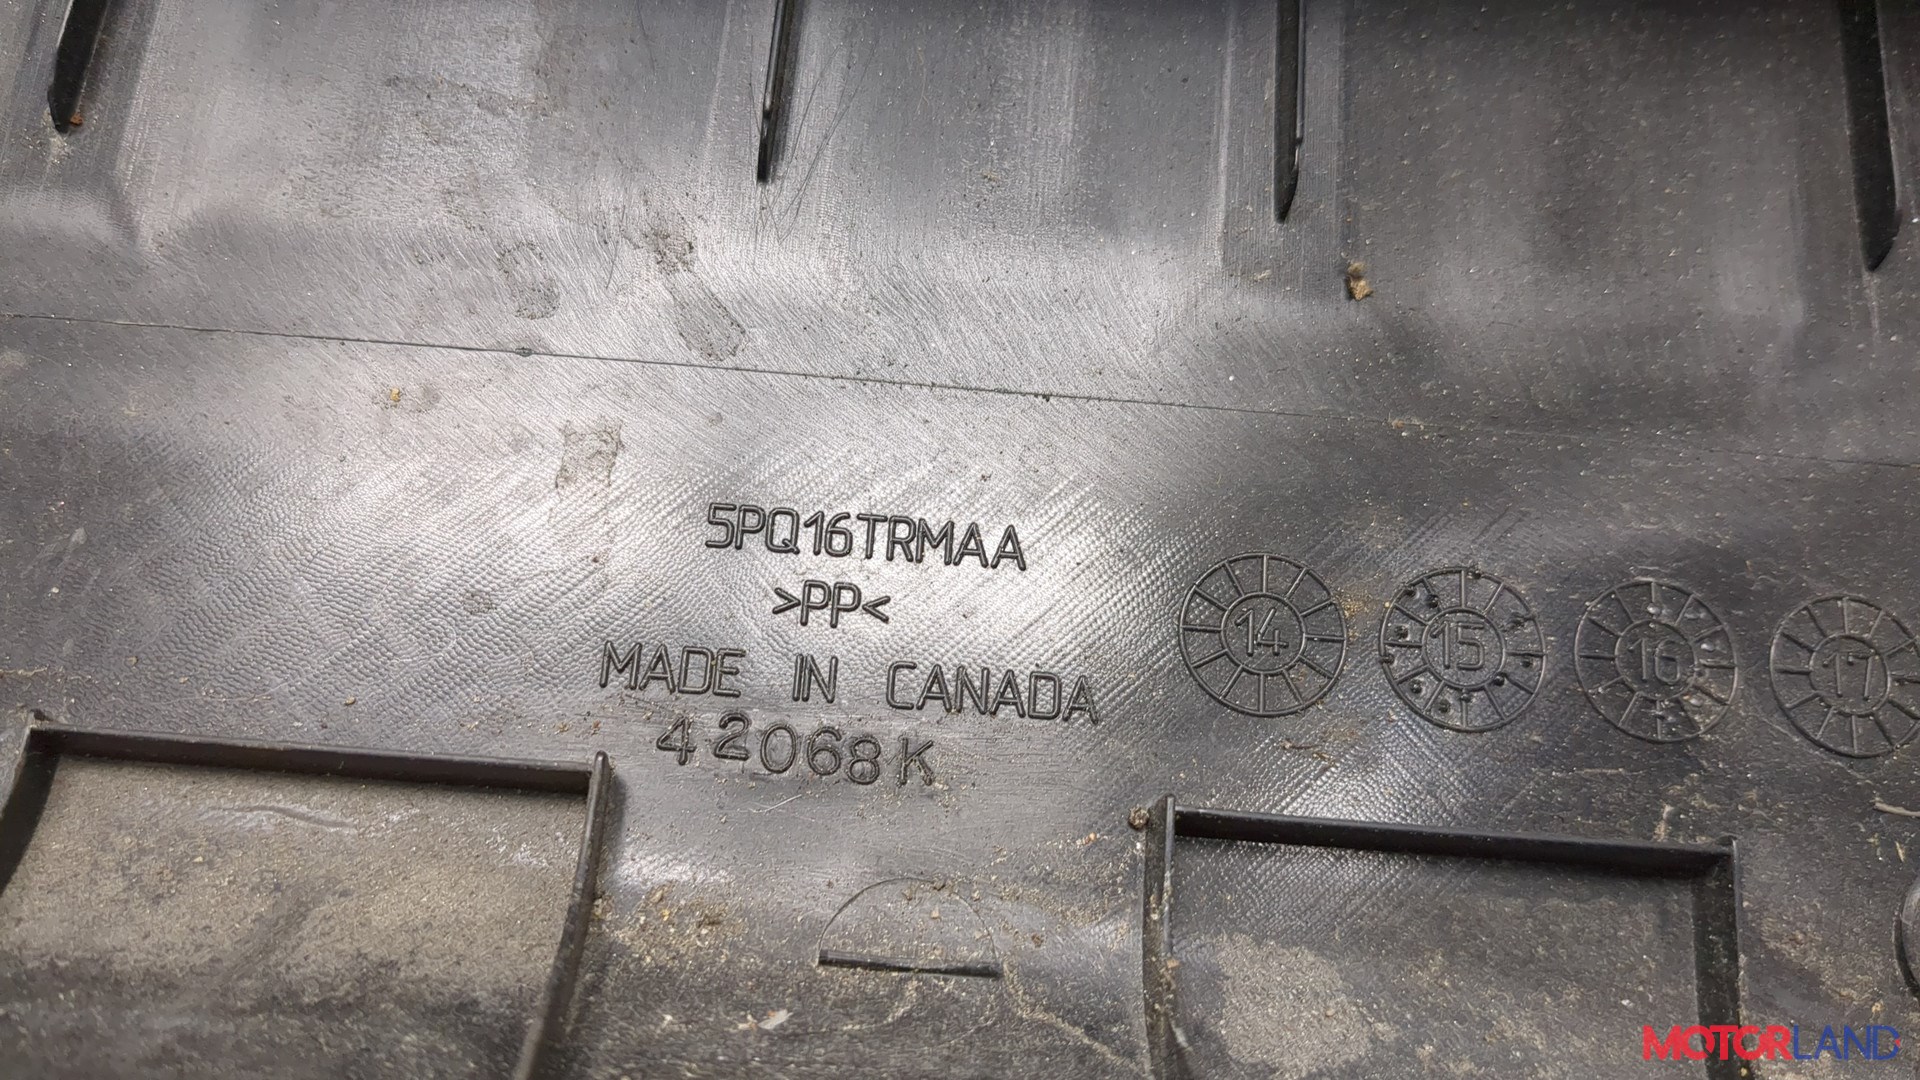 5PQ16TRMAA
>PP<
MADE IN CANADA
42068K
14 15 16 17
MOTORLAND